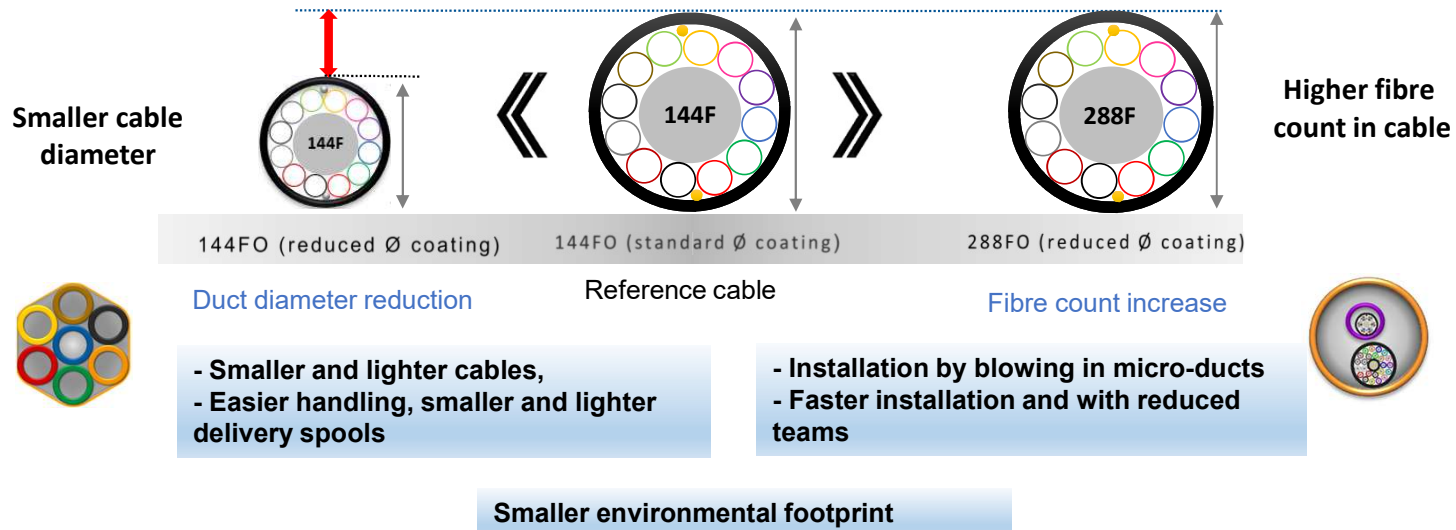 Smaller cable
diameter
144F
144F
288F
Higher fibre
count in cable
144FO (reduced Ø coating)
144FO (standard Ø coating)
288FO (reduced Ø coating)
Duct diameter reduction
Reference cable
Fibre count increase
- Smaller and lighter cables,
- Easier handling, smaller and lighter
delivery spools
- Installation by blowing in micro-ducts
- Faster installation and with reduced
teams
Smaller environmental footprint